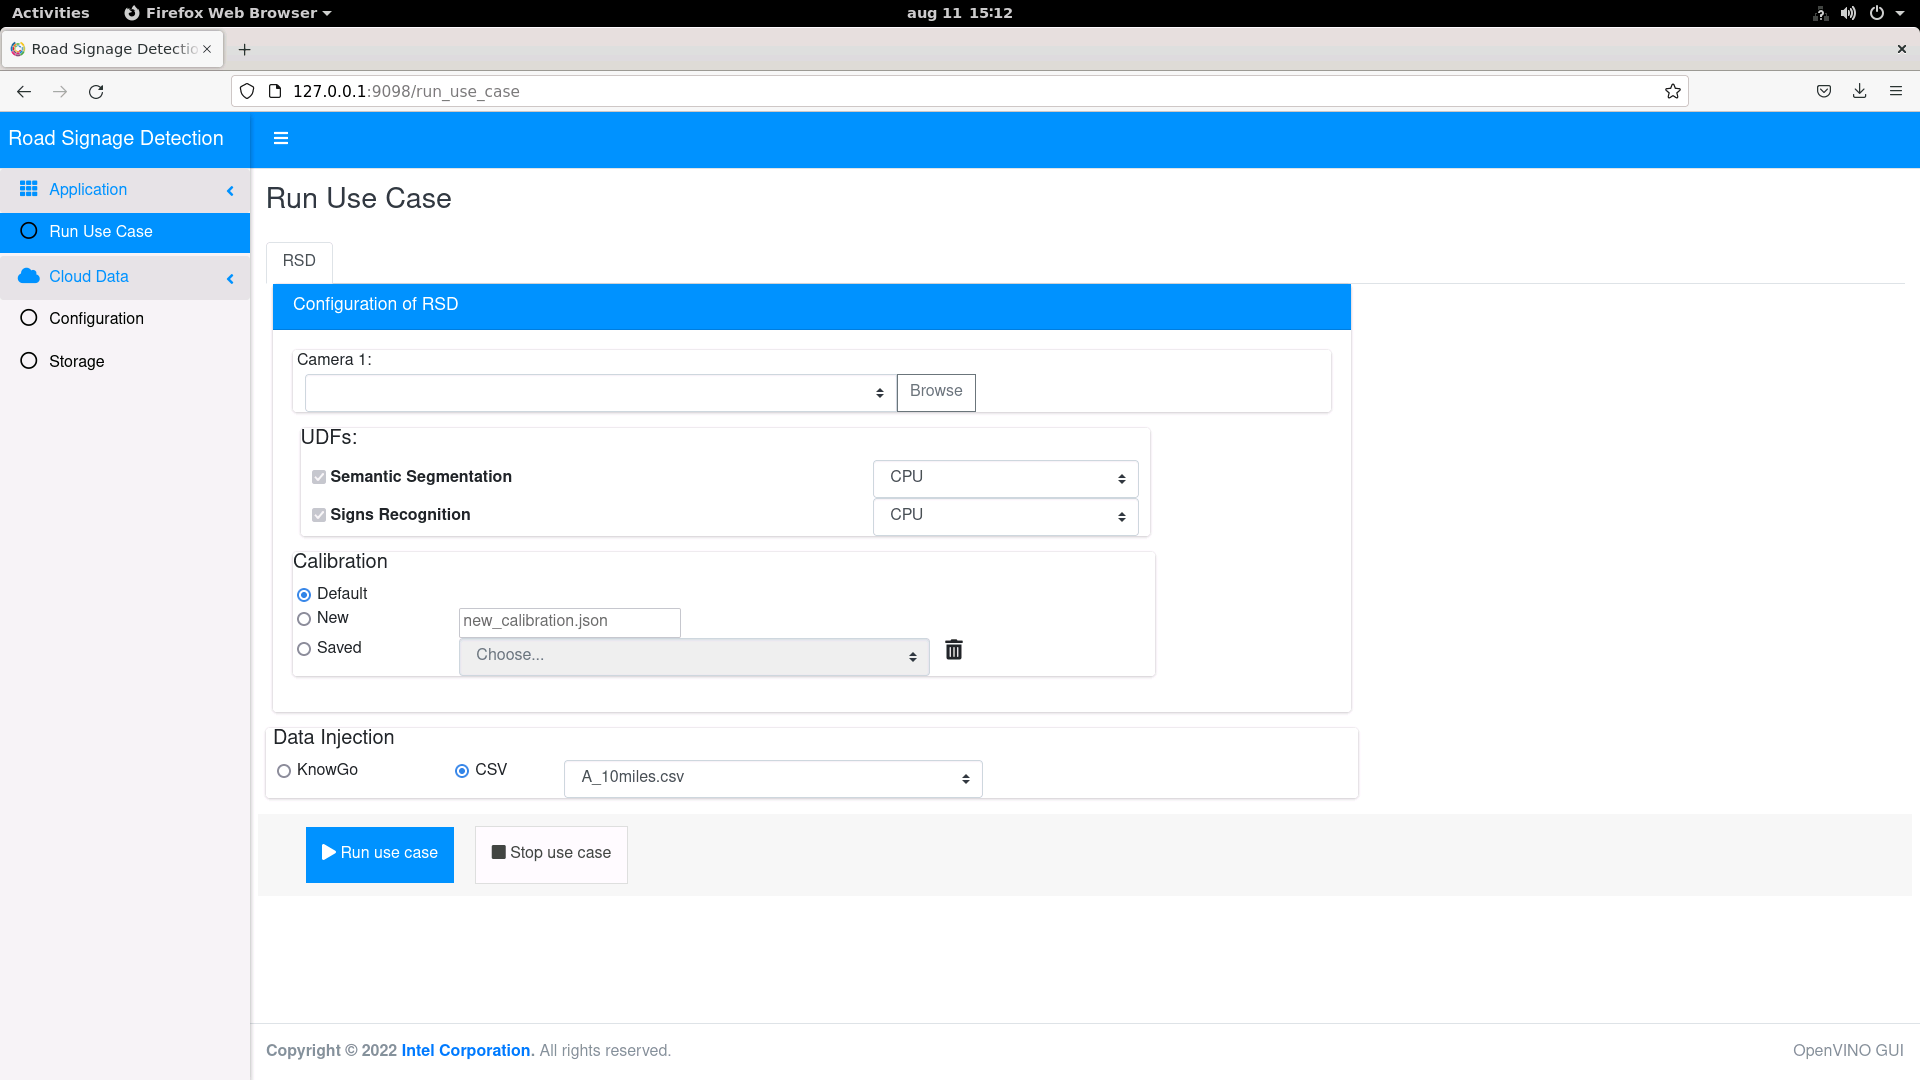 Activities Firefox Web Browser aug 11 15:12
Road Signage Detectio
127.0.0.1:9098/run_use_case
Road Signage Detection
Application
Run Use Case
Cloud Data
Configuration
Storage
Run Use Case
RSD
Configuration of RSD
Camera 1:
Browse
UDFs:
Semantic Segmentation CPU
Signs Recognition CPU
Calibration
Default
New new_calibration.json
Saved Choose...
Data Injection
KnowGo CSV A_10miles.csv
Run use case Stop use case
Copyright © 2022 Intel Corporation. All rights reserved. OpenVINO GUI